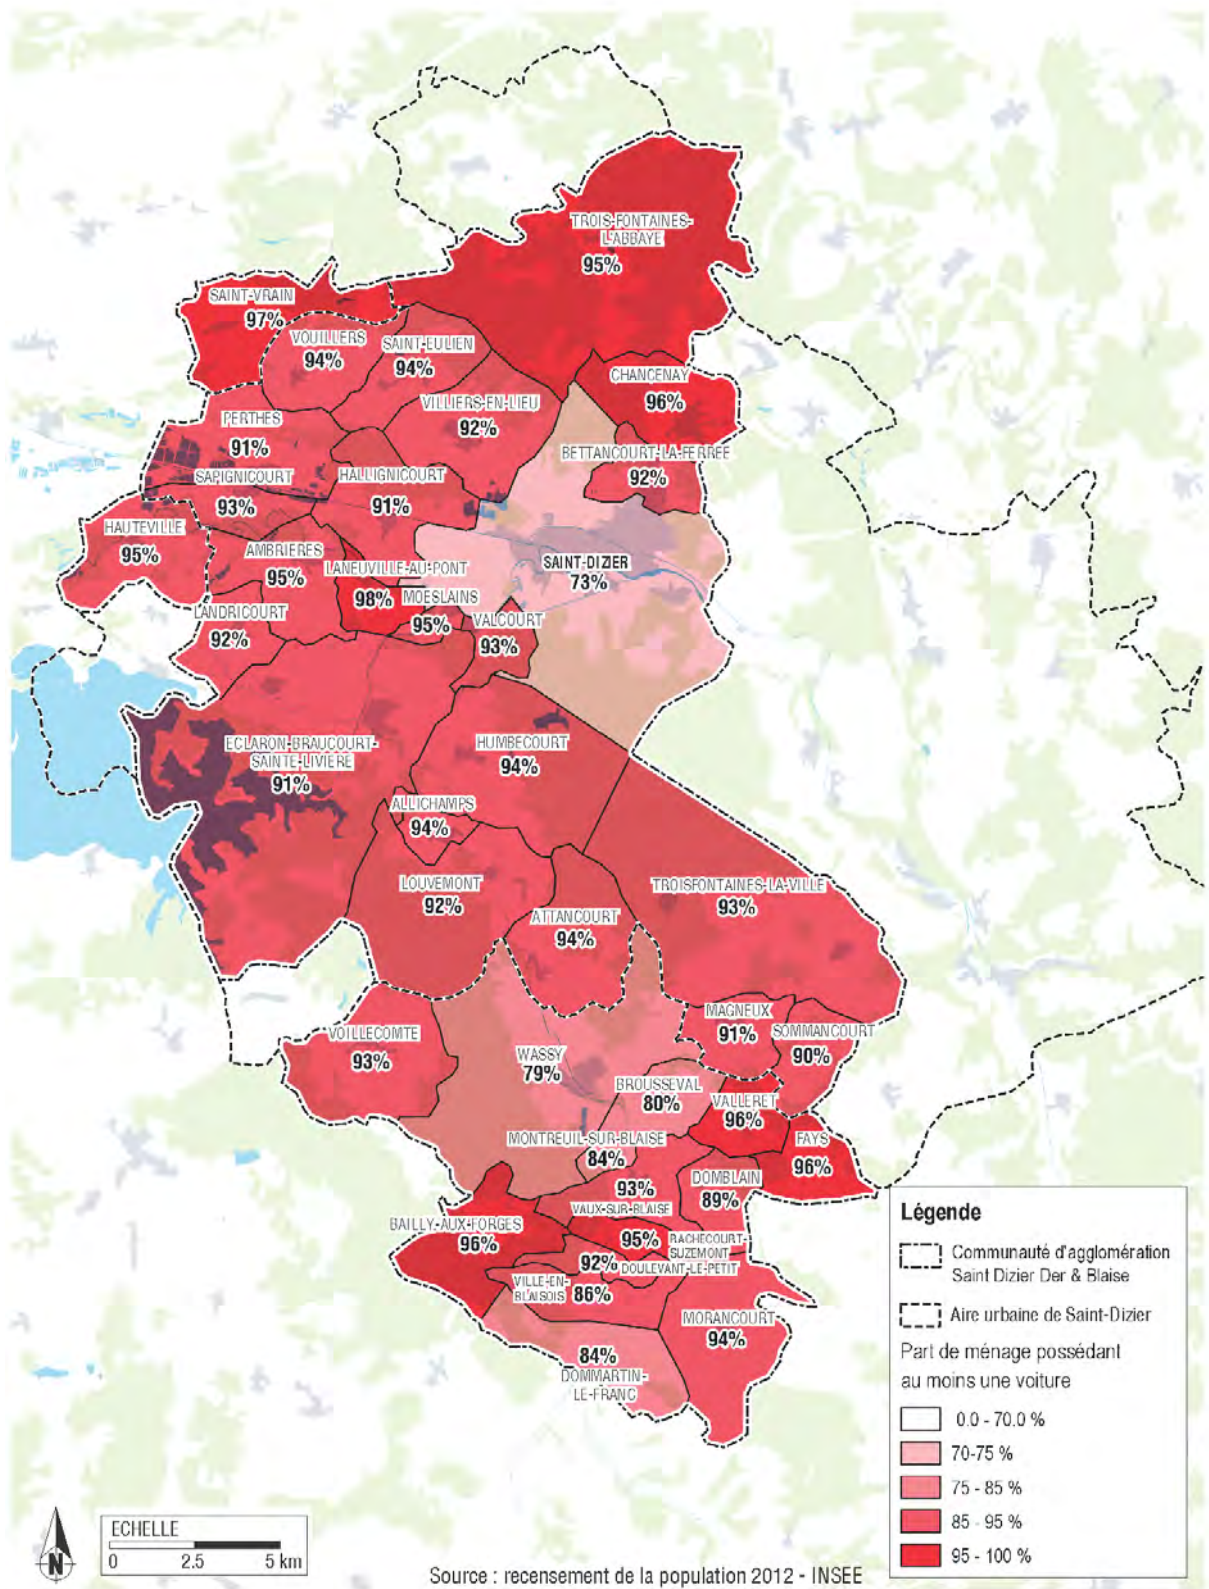 TROIS-FONTAINES-
L'ABBAYE
95%
SAINT-VRAIN
97%
VOUILLERS
94%
SAINT-EULIEN
94%
CHANCENAY
96%
VILLIERS-EN-LIEU
92%
PERTHES
91%
BETTANCOURT-LA-FERREE
92%
SAPIGNICOURT
93%
HALLIGNICOURT
91%
HAUTEVILLE
95%
AMBRIERES
95%
LANEUVILLE-AU-PONT
98%
SAINT-DIZIER
73%
MOESLAINS
95%
LANDRICOURT
92%
VALCOURT
93%
ECLARON-BRAUCOURT-
SAINTE-LIVIERE
91%
HUMBECOURT
94%
ALLICHAMPS
94%
LOUVEMONT
92%
TROISFONTAINES-LA-VILLE
93%
ATTANCOURT
94%
MAGNEUX
91%
SOMMANCOURT
90%
VOILLECOMTE
93%
WASSY
79%
BROUSSEVAL
80%
VALLERET
96%
MONTREUIL-SUR-BLAISE
84%
FAYS
96%
DOMBLAIN
89%
93%
VAUX-SUR-BLAISE
BAILLY-AUX-FORGES
96%
95%
RACHECOURT-
SUZEMONT
92%
DOULEVANT-LE-PETIT
VILLE-EN-
BLAISOIS
86%
MORANCOURT
94%
84%
DOMMARTIN-
LE-FRANC
Légende
Communauté d'agglomération
Saint Dizier Der & Blaise
Aire urbaine de Saint-Dizier
Part de ménage possédant
au moins une voiture
0.0 - 70.0 %
70-75 %
75 - 85 %
85 - 95 %
95 - 100 %
N
ECHELLE
0 2.5 5 km
Source : recensement de la population 2012 - INSEE